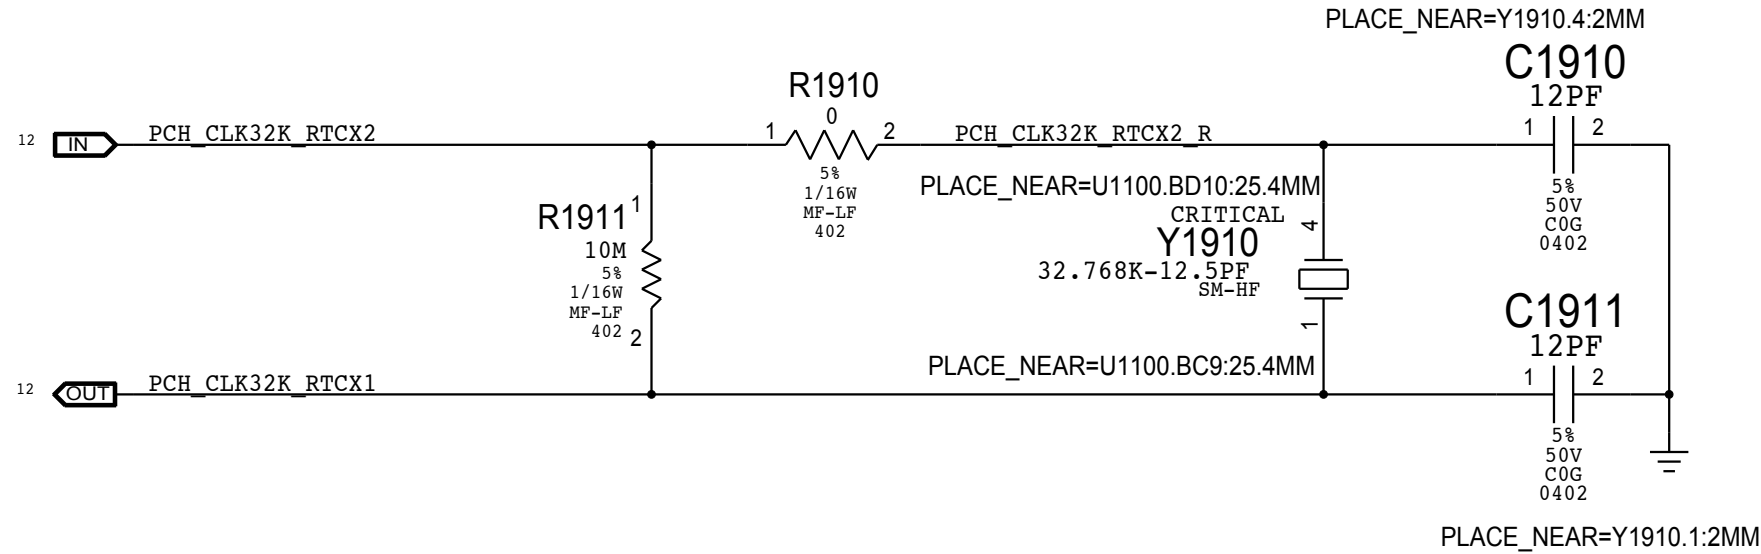 PLACE_NEAR=Y1910.4:2MM
C1910
12PF
1
2
5%
50V
C0G
0402
R1910
0
1
2
5%
1/16W
MF-LF
402
12
IN
PCH_CLK32K_RTCX2
PCH_CLK32K_RTCX2_R
PLACE_NEAR=U1100.BD10:25.4MM
CRITICAL
4
Y1910
32.768K-12.5PF
SM-HF
1
R1911
1
10M
5%
1/16W
MF-LF
402
2
C1911
12PF
1
2
5%
50V
C0G
0402
PLACE_NEAR=U1100.BC9:25.4MM
12
OUT
PCH_CLK32K_RTCX1
PLACE_NEAR=Y1910.1:2MM